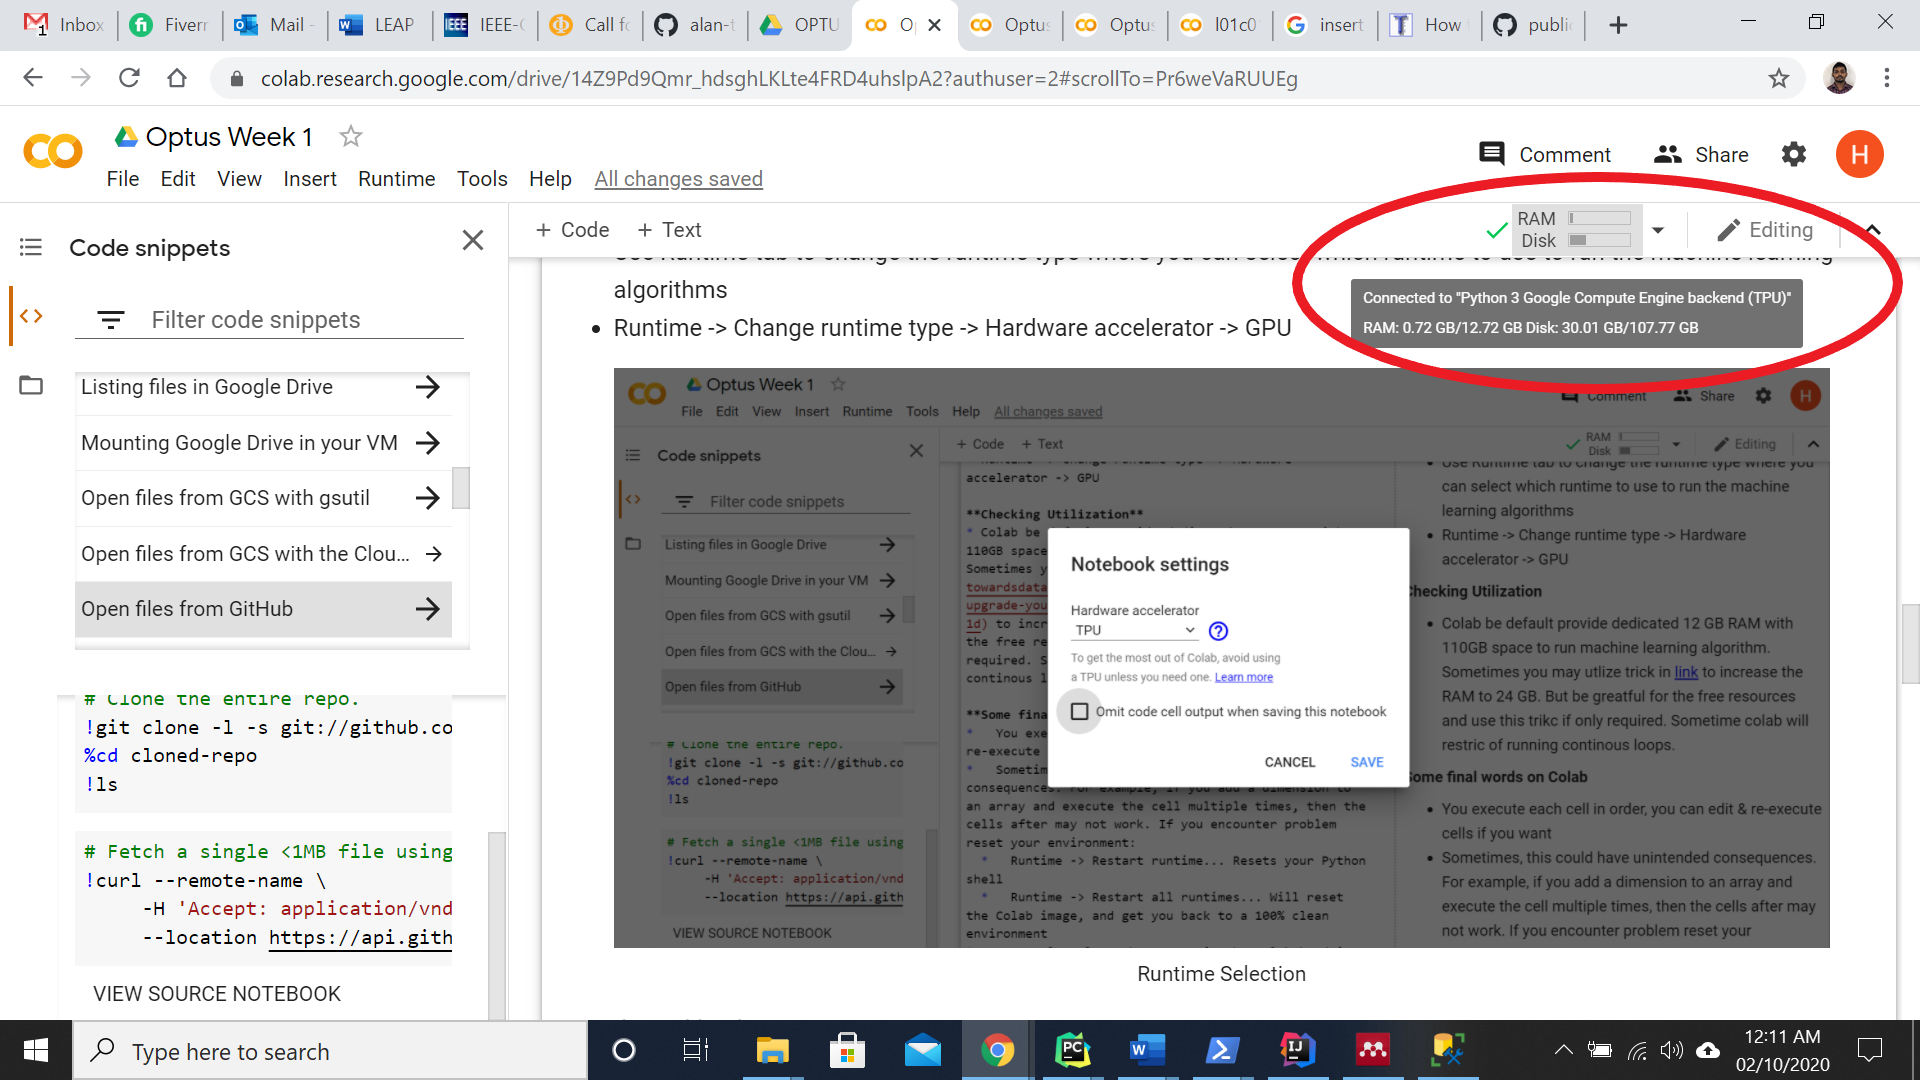 Inbox
Fiverr
Mail -
LEAP
IEEE-C
Call fo
alan-t
OPTU
Op
Optus
Optus
l01c0
insert
How t
public
colab.research.google.com/drive/14Z9Pd9Qmr_hdsghLKLte4FRD4uhslpA2?authuser=2#scrollTo=Pr6weVaRUUEg
Optus Week 1
Comment
Share
H
File Edit View Insert Runtime Tools Help All changes saved
Code snippets
+ Code + Text
RAM
Disk
Editing
Filter code snippets
Listing files in Google Drive
Mounting Google Drive in your VM
Open files from GCS with gsutil
Open files from GCS with the Clou...
Open files from GitHub
# Clone the entire repo.
!git clone -l -s git://github.co
%cd cloned-repo
!ls
# Fetch a single <1MB file using
!curl --remote-name \
-H 'Accept: application/vnd
--location https://api.gith
VIEW SOURCE NOTEBOOK
Use Runtime tab to change the runtime type where you can select which runtime to use to run the machine learning
algorithms
• Runtime -> Change runtime type -> Hardware accelerator -> GPU
Connected to "Python 3 Google Compute Engine backend (TPU)"
RAM: 0.72 GB/12.72 GB Disk: 30.01 GB/107.77 GB
Optus Week 1
File Edit View Insert Runtime Tools Help All changes saved
Comment Share H
Code snippets
+ Code + Text
RAM
Disk
Editing
Filter code snippets
Listing files in Google Drive
Mounting Google Drive in your VM
Open files from GCS with gsutil
Open files from GCS with the Clou...
Open files from GitHub
# Clone the entire repo.
!git clone -l -s git://github.co
%cd cloned-repo
!ls
# Fetch a single <1MB file using
!curl --remote-name \
-H 'Accept: application/vnd
--location https://api.gith
VIEW SOURCE NOTEBOOK
accelerator -> GPU
**Checking Utilization**
* Colab be
110GB space
Sometimes y
towardsdata
upgrade-you
1d) to incr
the free re
required. S
continous l
**Some fina
* You exe
re-execute
* Sometim
consequences. For example, if you add a dimension to
an array and execute the cell multiple times, then the
cells after may not work. If you encounter problem
reset your environment:
* Runtime -> Restart runtime... Resets your Python
shell
* Runtime -> Restart all runtimes... Will reset
the Colab image, and get you back to a 100% clean
environment
Notebook settings
Hardware accelerator
TPU
To get the most out of Colab, avoid using
a TPU unless you need one. Learn more
Omit code cell output when saving this notebook
CANCEL SAVE
• Use Runtime tab to change the runtime type where you
can select which runtime to use to run the machine
learning algorithms
• Runtime -> Change runtime type -> Hardware
accelerator -> GPU
Checking Utilization
• Colab be default provide dedicated 12 GB RAM with
110GB space to run machine learning algorithm.
Sometimes you may utlize trick in link to increase the
RAM to 24 GB. But be greatful for the free resources
and use this trikc if only required. Sometime colab will
restric of running continous loops.
Some final words on Colab
• You execute each cell in order, you can edit & re-execute
cells if you want
• Sometimes, this could have unintended consequences.
For example, if you add a dimension to an array and
execute the cell multiple times, then the cells after may
not work. If you encounter problem reset your
Runtime Selection
Type here to search
12:11 AM
02/10/2020